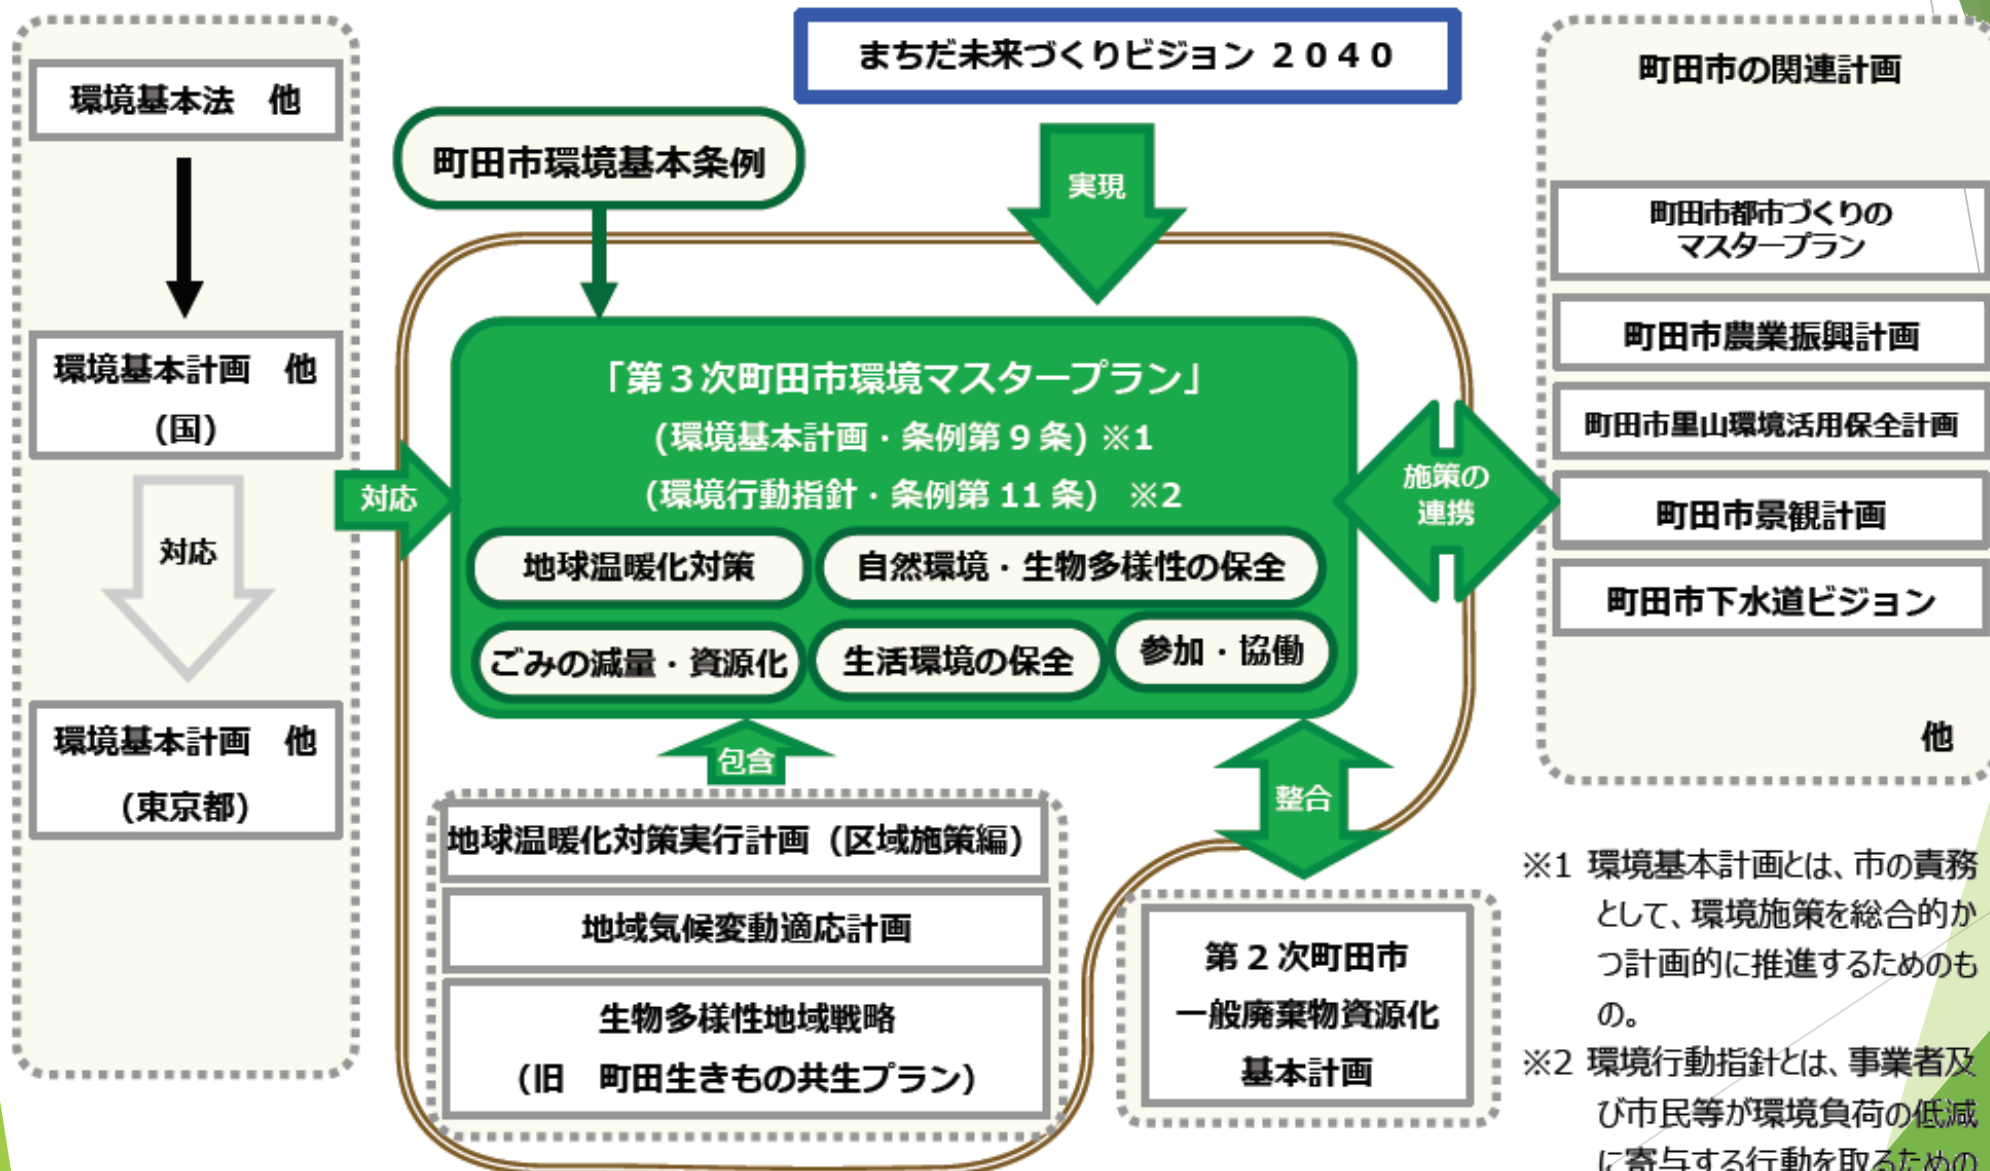 まちだ未来づくりビジョン ２０４０
環境基本法　他
環境基本計画　他
(国)
対応
環境基本計画　他
(東京都)
町田市環境基本条例
実現
対応
「第３次町田市環境マスタープラン」
(環境基本計画・条例第 9 条) ※1
(環境行動指針・条例第 11 条)　※2
地球温暖化対策
自然環境・生物多様性の保全
ごみの減量・資源化
生活環境の保全
参加・協働
包含
地球温暖化対策実行計画（区域施策編）
地域気候変動適応計画
生物多様性地域戦略
（旧　町田生きもの共生プラン）
整合
第 2 次町田市
一般廃棄物資源化
基本計画
施策の
連携
町田市の関連計画
町田市都市づくりの
マスタープラン
町田市農業振興計画
町田市里山環境活用保全計画
町田市景観計画
町田市下水道ビジョン
他
※1 環境基本計画とは、市の責務
として、環境施策を総合的か
つ計画的に推進するためのも
の。
※2 環境行動指針とは、事業者及
び市民等が環境負荷の低減
に寄与する行動を取るための